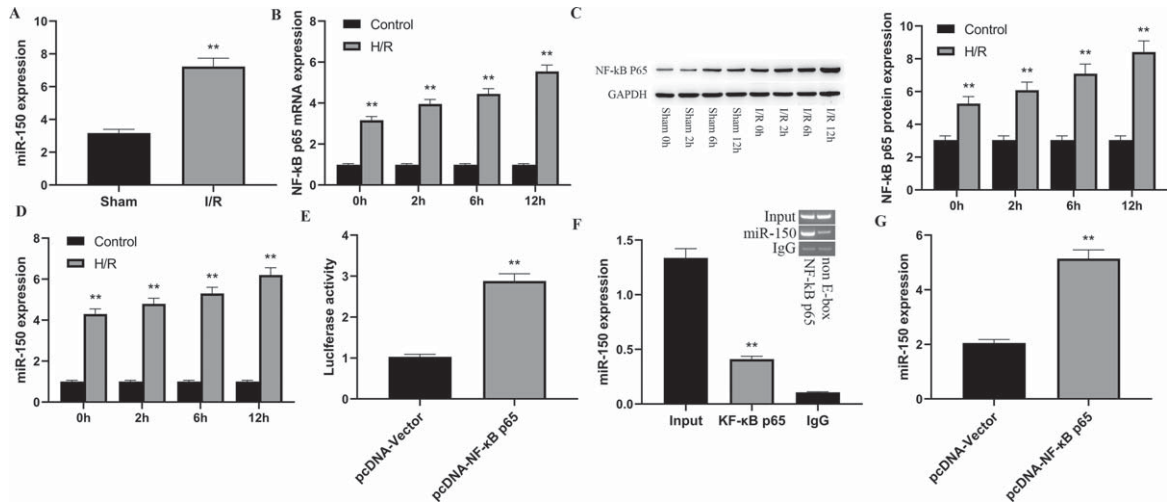 A
miR-150 expression
10
8
6
4
2
0
**
Sham
I/R
B
NF-kB p65 mRNA expression
8
6
4
2
0
Control
H/R
**
**
**
**
0h
2h
6h
12h
C
NF-kB P65
GAPDH
Sham 0h
Sham 2h
Sham 6h
Sham 12h
I/R 0h
I/R 2h
I/R 6h
I/R 12h
NF-kB p65 protein expression
10
8
6
4
2
0
Control
H/R
**
**
**
**
0h
2h
6h
12h
D
miR-150 expression
8
6
4
2
0
Control
H/R
**
**
**
**
0h
2h
6h
12h
E
Luciferase activity
4
3
2
1
0
**
pcDNA-Vector
pcDNA-NF-κB p65
F
miR-150 expression
1.5
1.0
0.5
0.0
**
Input
KF-κB p65
IgG
Input
miR-150
IgG
NF-kB p65
non E-box
G
miR-150 expression
6
4
2
0
**
pcDNA-Vector
pcDNA-NF-κB p65